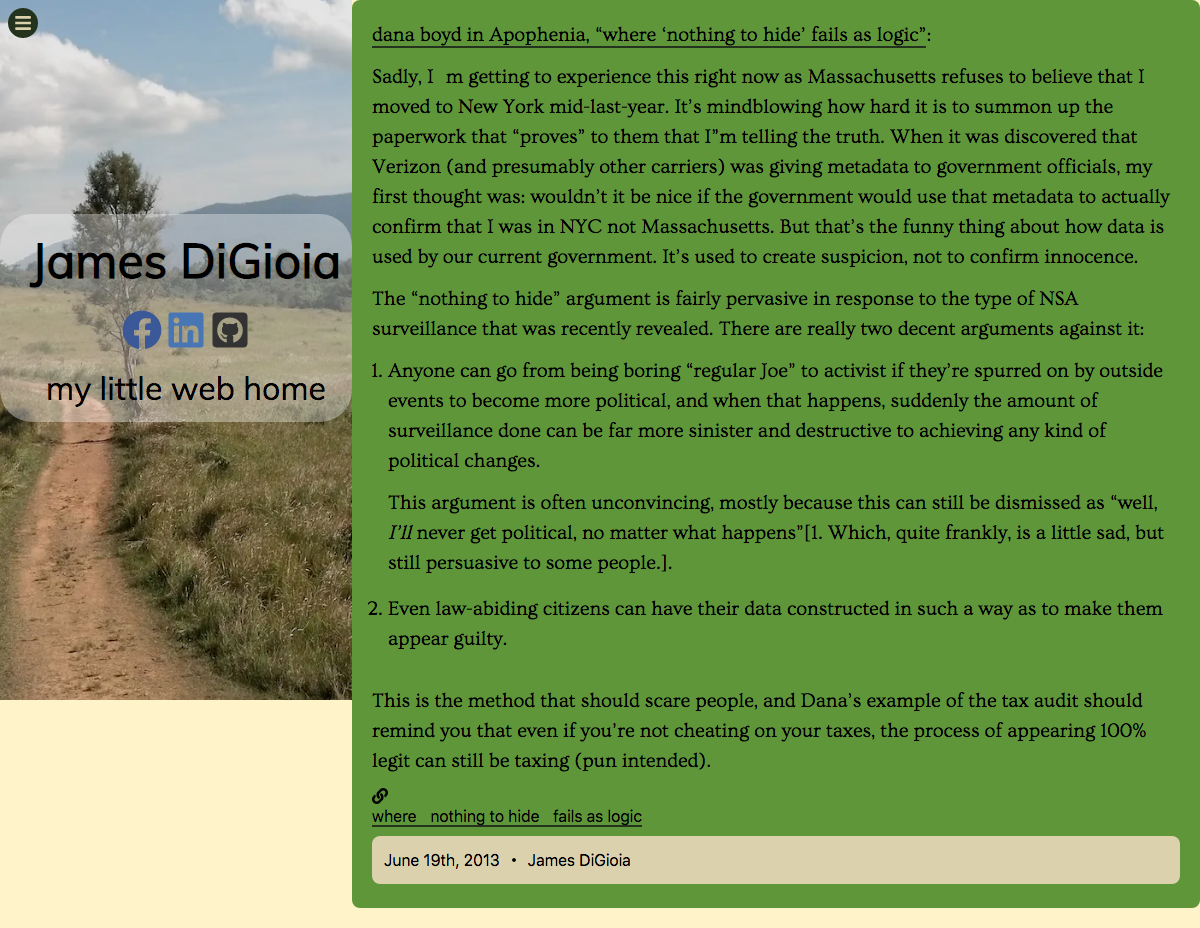 James DiGioia
my little web home
dana boyd in Apophenia, “where ‘nothing to hide’ fails as logic”:
Sadly, I  m getting to experience this right now as Massachusetts refuses to believe that I
moved to New York mid-last-year. It’s mindblowing how hard it is to summon up the
paperwork that “proves” to them that I”m telling the truth. When it was discovered that
Verizon (and presumably other carriers) was giving metadata to government officials, my
first thought was: wouldn’t it be nice if the government would use that metadata to actually
confirm that I was in NYC not Massachusetts. But that’s the funny thing about how data is
used by our current government. It’s used to create suspicion, not to confirm innocence.
The “nothing to hide” argument is fairly pervasive in response to the type of NSA
surveillance that was recently revealed. There are really two decent arguments against it:
1. Anyone can go from being boring “regular Joe” to activist if they’re spurred on by outside
events to become more political, and when that happens, suddenly the amount of
surveillance done can be far more sinister and destructive to achieving any kind of
political changes.
This argument is often unconvincing, mostly because this can still be dismissed as “well,
I’ll never get political, no matter what happens”[1. Which, quite frankly, is a little sad, but
still persuasive to some people.].
2. Even law-abiding citizens can have their data constructed in such a way as to make them
appear guilty.
This is the method that should scare people, and Dana’s example of the tax audit should
remind you that even if you’re not cheating on your taxes, the process of appearing 100%
legit can still be taxing (pun intended).
where  nothing to hide  fails as logic
June 19th, 2013 • James DiGioia